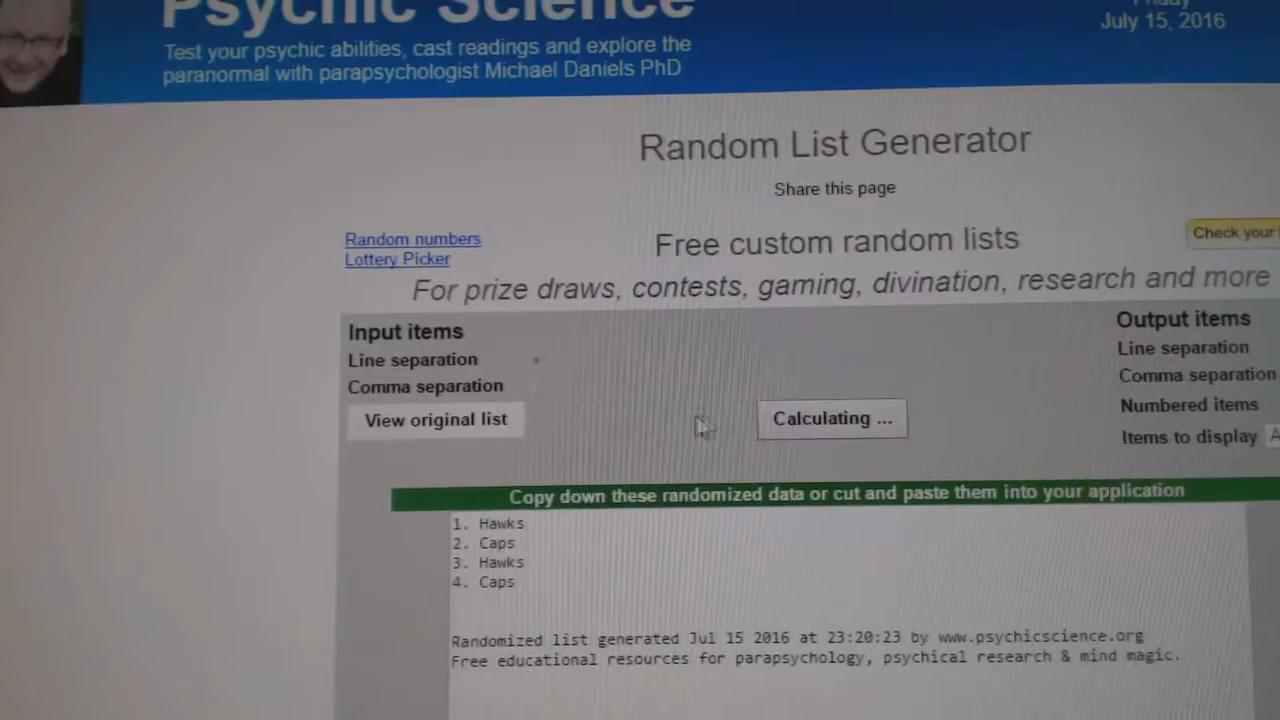 Psychic Science
Friday
July 15, 2016
Test your psychic abilities, cast readings and explore the
paranormal with parapsychologist Michael Daniels PhD
Random List Generator
Share this page
Random numbers
Lottery Picker
Free custom random lists
Check your
For prize draws, contests, gaming, divination, research and more
Input items
Line separation
Comma separation
View original list
Calculating ...
Output items
Line separation
Comma separation
Numbered items
Items to display
Copy down these randomized data or cut and paste them into your application
1. Hawks
2. Caps
3. Hawks
4. Caps
Randomized list generated Jul 15 2016 at 23:20:23 by www.psychicscience.org
Free educational resources for parapsychology, psychical research & mind magic.